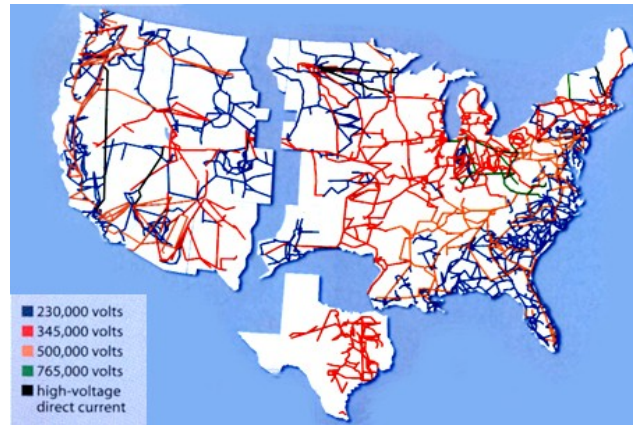 230,000 volts
345,000 volts
500,000 volts
765,000 volts
high-voltage
direct current